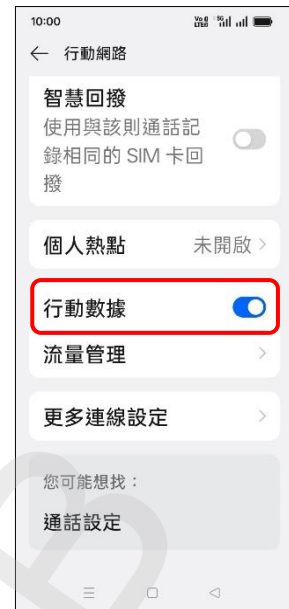 10:00
行動網路
智慧回撥
使用與該則通話記
錄相同的 SIM 卡回
撥
個人熱點 未開啟
行動數據
流量管理
更多連線設定
您可能想找：
通話設定